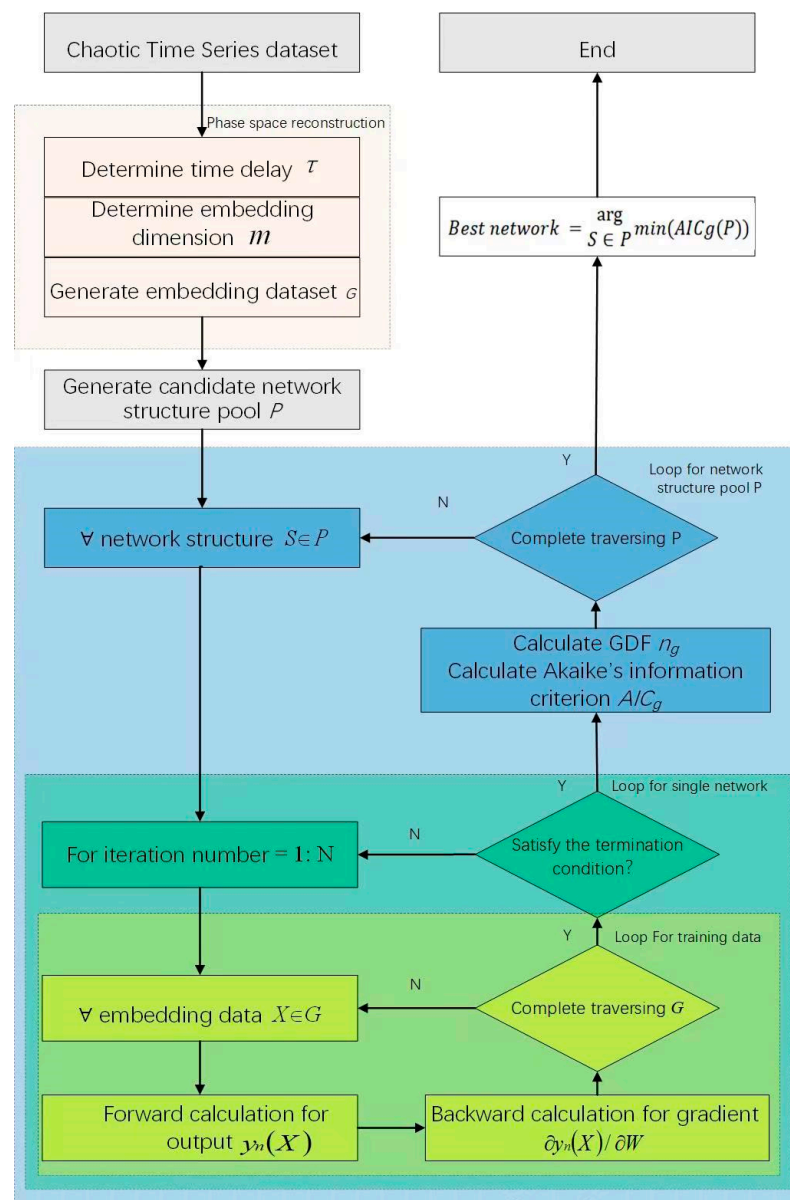 Chaotic Time Series dataset
End
Phase space reconstruction
Determine time delay τ
Determine embedding
dimension m
Generate embedding dataset G
Best network = arg min(AICg(P))
S ∈ P
Generate candidate network
structure pool P
Y
Loop for network
structure pool P
N
∀ network structure S∈P
Complete traversing P
Calculate GDF n_g
Calculate Akaike's information
criterion AIC_g
Y
Loop for single network
N
For iteration number = 1: N
Satisfy the termination
condition?
Y
Loop For training data
N
∀ embedding data X∈G
Complete traversing G
Forward calculation for
output yₙ(X)
Backward calculation for gradient
∂yₙ(X)/∂W